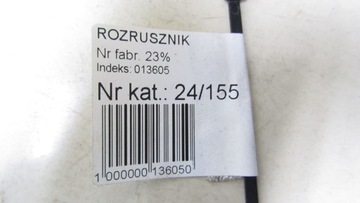 ROZRUSZNIK
Nr fabr. 23%
Indeks: 013605
Nr kat.: 24/155
1 000000 136050